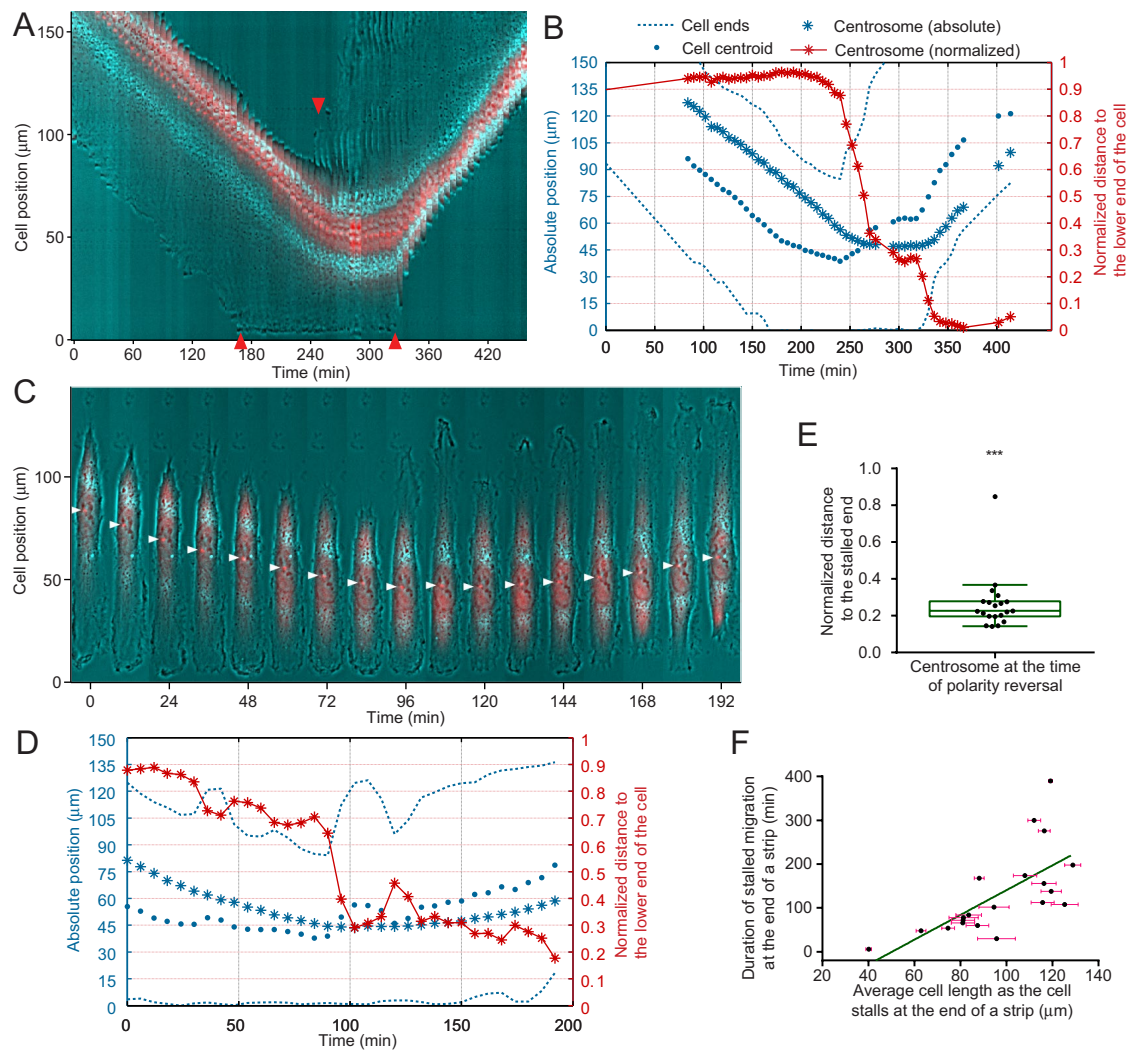 A
Cell position (µm)
150
100
50
0
0 60 120 180 240 300 360 420
Time (min)
B
Cell ends
Cell centroid
Centrosome (absolute)
Centrosome (normalized)
Absolute position (µm)
150
135
120
105
90
75
60
45
30
15
0
0 50 100 150 200 250 300 350 400
Time (min)
1
0.9
0.8
0.7
0.6
0.5
0.4
0.3
0.2
0.1
0
Normalized distance to
the lower end of the cell
C
Cell position (µm)
100
50
0
0 24 48 72 96 120 144 168 192
Time (min)
D
Absolute position (µm)
150
135
120
105
90
75
60
45
30
15
0
0 50 100 150 200
Time (min)
1
0.9
0.8
0.7
0.6
0.5
0.4
0.3
0.2
0.1
0
Normalized distance to
the lower end of the cell
E
Normalized distance
to the stalled end
1.0
0.8
0.6
0.4
0.2
0.0
***
Centrosome at the time
of polarity reversal
F
Duration of stalled migration
at the end of a strip (min)
400
300
200
100
0
20 40 60 80 100 120 140
Average cell length as the cell
stalls at the end of a strip (µm)